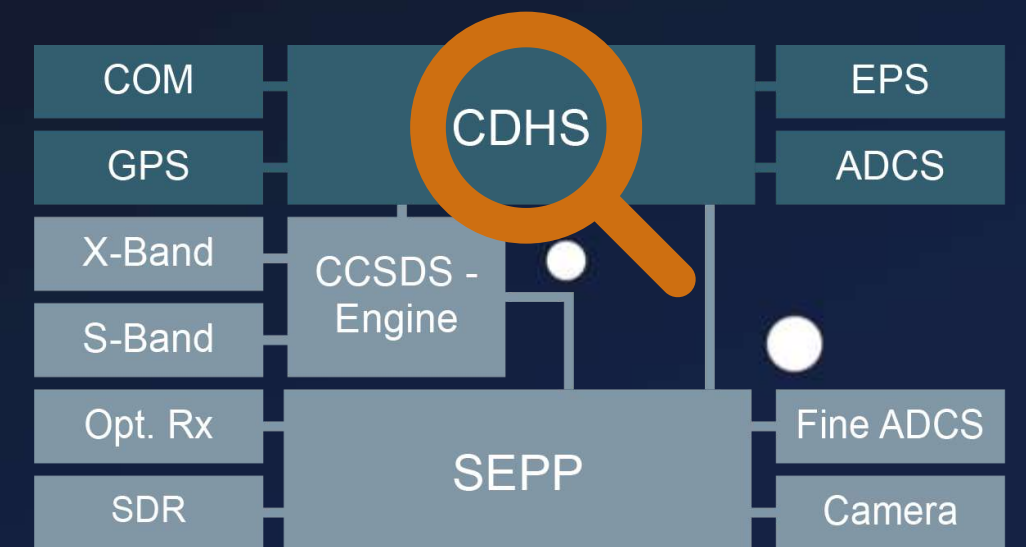 COM
CDHS
EPS
GPS
ADCS
X-Band
CCSDS -
Engine
S-Band
Opt. Rx
SEPP
Fine ADCS
SDR
Camera